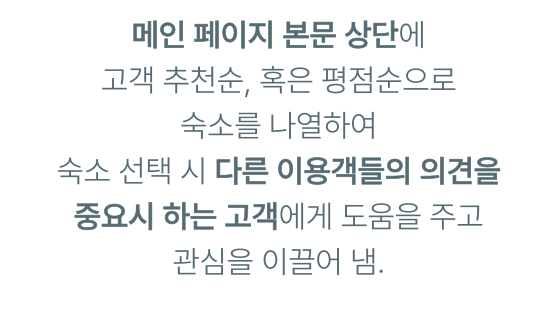 메인 페이지 본문 상단에
고객 추천순, 혹은 평점순으로
숙소를 나열하여
숙소 선택 시 다른 이용객들의 의견을
중요시 하는 고객에게 도움을 주고
관심을 이끌어 냄.